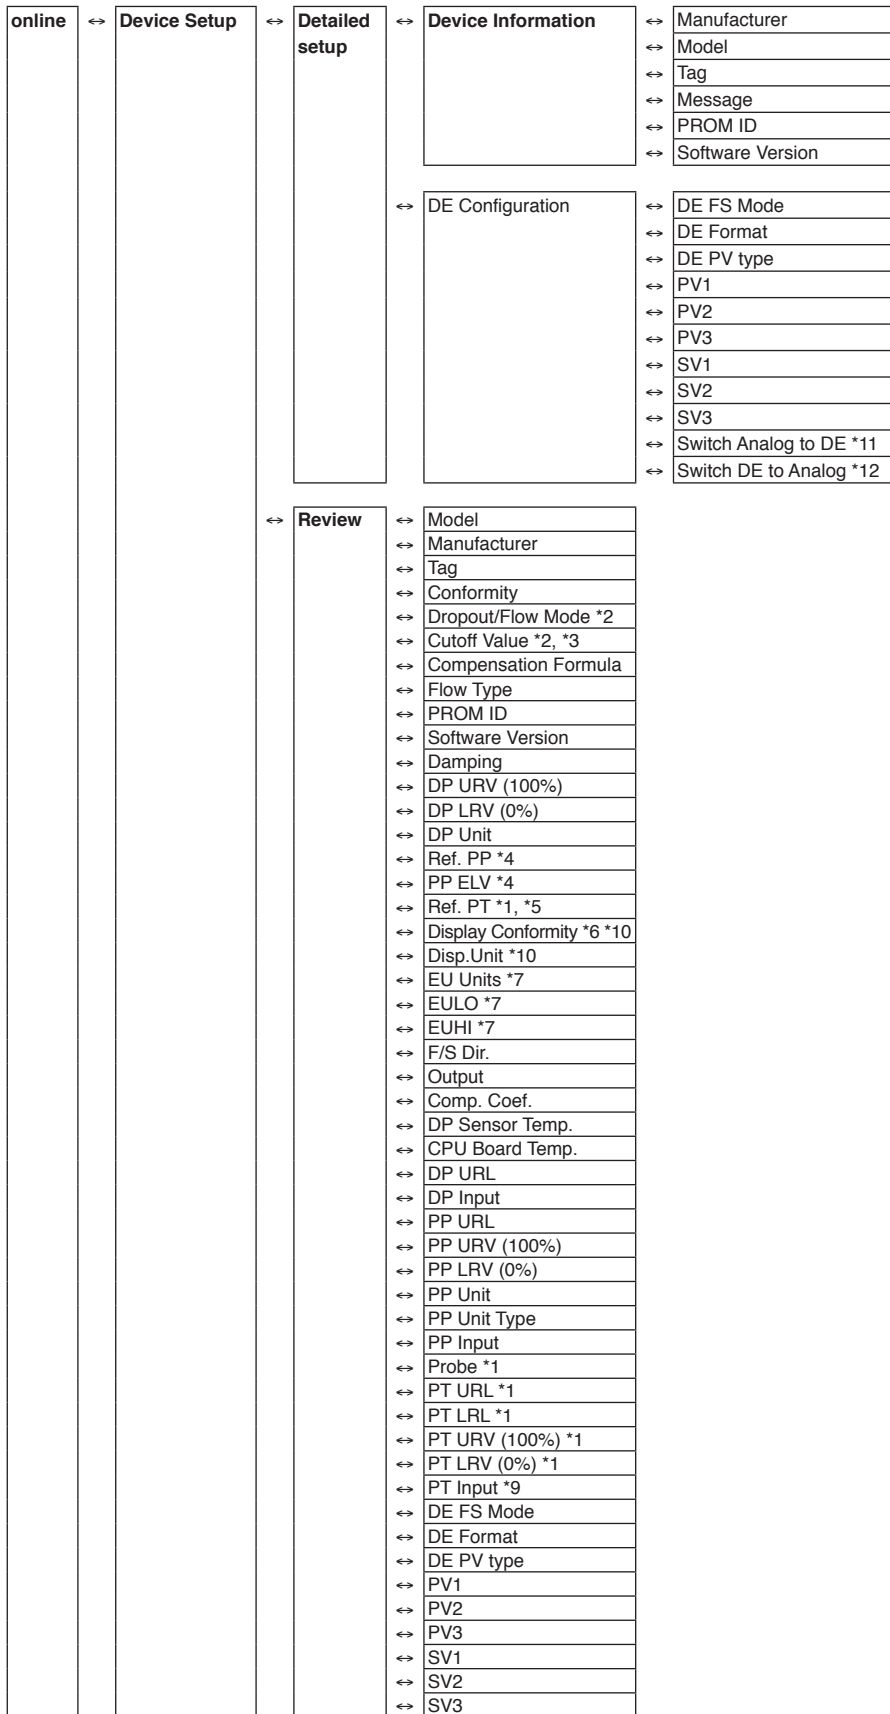 online ↔ Device Setup ↔ Detailed setup ↔ Device Information ↔ Manufacturer
↔ Model
↔ Tag
↔ Message
↔ PROM ID
↔ Software Version
↔ DE Configuration ↔ DE FS Mode
↔ DE Format
↔ DE PV type
↔ PV1
↔ PV2
↔ PV3
↔ SV1
↔ SV2
↔ SV3
↔ Switch Analog to DE *11
↔ Switch DE to Analog *12
↔ Review ↔ Model
↔ Manufacturer
↔ Tag
↔ Conformity
↔ Dropout/Flow Mode *2
↔ Cutoff Value *2, *3
↔ Compensation Formula
↔ Flow Type
↔ PROM ID
↔ Software Version
↔ Damping
↔ DP URV (100%)
↔ DP LRV (0%)
↔ DP Unit
↔ Ref. PP *4
↔ PP ELV *4
↔ Ref. PT *1, *5
↔ Display Conformity *6 *10
↔ Disp.Unit *10
↔ EU Units *7
↔ EULO *7
↔ EUHI *7
↔ F/S Dir.
↔ Output
↔ Comp. Coef.
↔ DP Sensor Temp.
↔ CPU Board Temp.
↔ DP URL
↔ DP Input
↔ PP URL
↔ PP URV (100%)
↔ PP LRV (0%)
↔ PP Unit
↔ PP Unit Type
↔ PP Input
↔ Probe *1
↔ PT URL *1
↔ PT LRL *1
↔ PT URV (100%) *1
↔ PT LRV (0%) *1
↔ PT Input *9
↔ DE FS Mode
↔ DE Format
↔ DE PV type
↔ PV1
↔ PV2
↔ PV3
↔ SV1
↔ SV2
↔ SV3